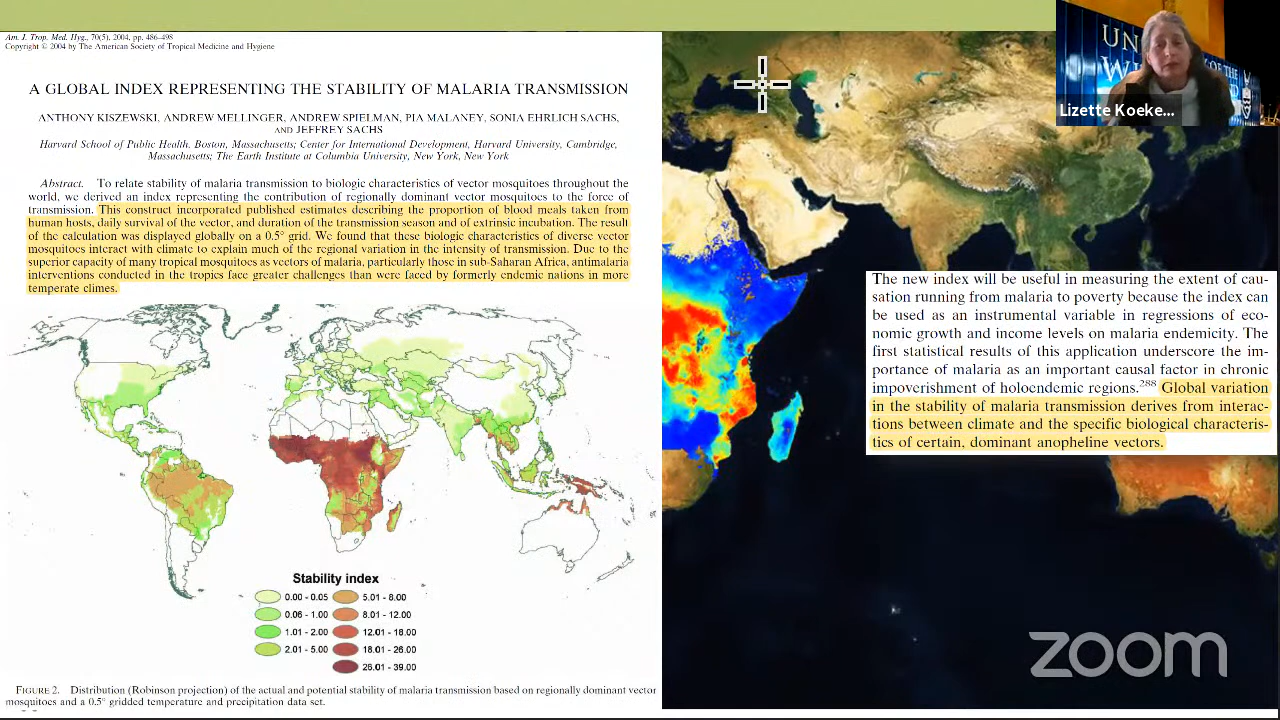 Am. J. Trop. Med. Hyg., 70(5), 2004, pp. 486–498
Copyright © 2004 by The American Society of Tropical Medicine and Hygiene
A GLOBAL INDEX REPRESENTING THE STABILITY OF MALARIA TRANSMISSION
ANTHONY KISZEWSKI, ANDREW MELLINGER, ANDREW SPIELMAN, PIA MALANEY, SONIA EHRLICH SACHS,
AND JEFFREY SACHS
Harvard School of Public Health, Boston, Massachusetts; Center for International Development, Harvard University, Cambridge,
Massachusetts; The Earth Institute at Columbia University, New York, New York
Abstract. To relate stability of malaria transmission to biologic characteristics of vector mosquitoes throughout the
world, we derived an index representing the contribution of regionally dominant vector mosquitoes to the force of
transmission. This construct incorporated published estimates describing the proportion of blood meals taken from
human hosts, daily survival of the vector, and duration of the transmission season and of extrinsic incubation. The result
of the calculation was displayed globally on a 0.5° grid. We found that these biologic characteristics of diverse vector
mosquitoes interact with climate to explain much of the regional variation in the intensity of transmission. Due to the
superior capacity of many tropical mosquitoes as vectors of malaria, particularly those in sub-Saharan Africa, antimalaria
interventions conducted in the tropics face greater challenges than were faced by formerly endemic nations in more
temperate climes.
Stability index
0.00 - 0.05
5.01 - 8.00
0.06 - 1.00
8.01 - 12.00
1.01 - 2.00
12.01 - 18.00
2.01 - 5.00
18.01 - 26.00
26.01 - 39.00
FIGURE 2. Distribution (Robinson projection) of the actual and potential stability of malaria transmission based on regionally dominant vector
mosquitoes and a 0.5° gridded temperature and precipitation data set.
Lizette Koeke...
The new index will be useful in measuring the extent of cau-
sation running from malaria to poverty because the index can
be used as an instrumental variable in regressions of eco-
nomic growth and income levels on malaria endemicity. The
first statistical results of this application underscore the im-
portance of malaria as an important causal factor in chronic
impoverishment of holoendemic regions.288 Global variation
in the stability of malaria transmission derives from interac-
tions between climate and the specific biological characteris-
tics of certain, dominant anopheline vectors.
zoom